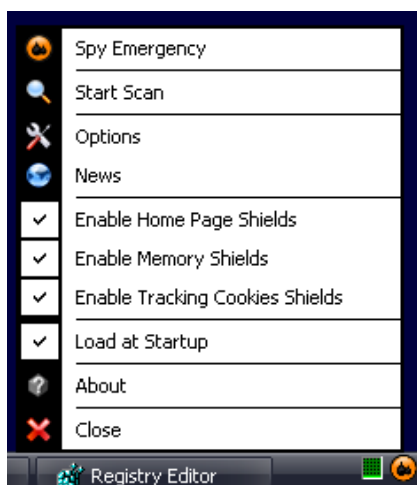 Spy Emergency
Start Scan
Options
News
Enable Home Page Shields
Enable Memory Shields
Enable Tracking Cookies Shields
Load at Startup
About
Close
Registry Editor